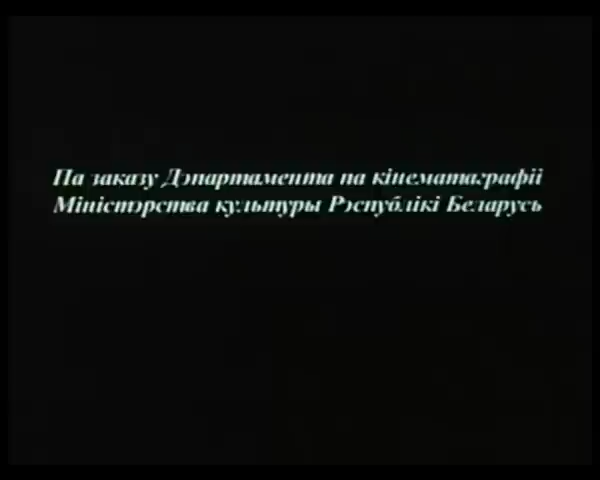 Па заказу Дэпартамента па кінематаграфіі
Міністэрства культуры Рэспублікі Беларусь